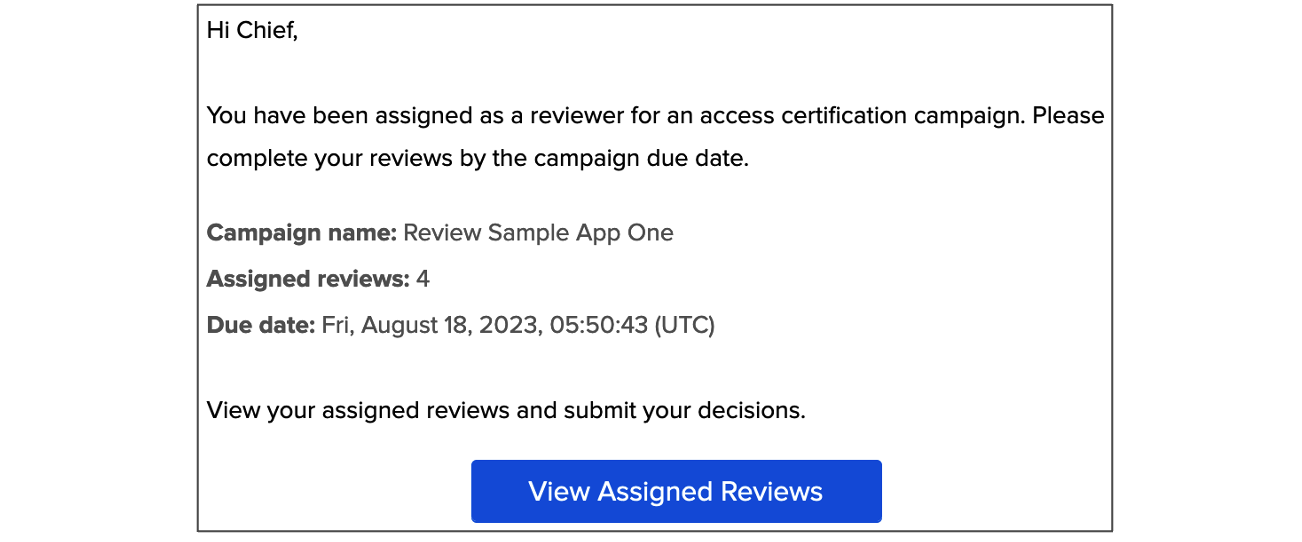 Hi Chief,
You have been assigned as a reviewer for an access certification campaign. Please
complete your reviews by the campaign due date.
Campaign name: Review Sample App One
Assigned reviews: 4
Due date: Fri, August 18, 2023, 05:50:43 (UTC)
View your assigned reviews and submit your decisions.
View Assigned Reviews